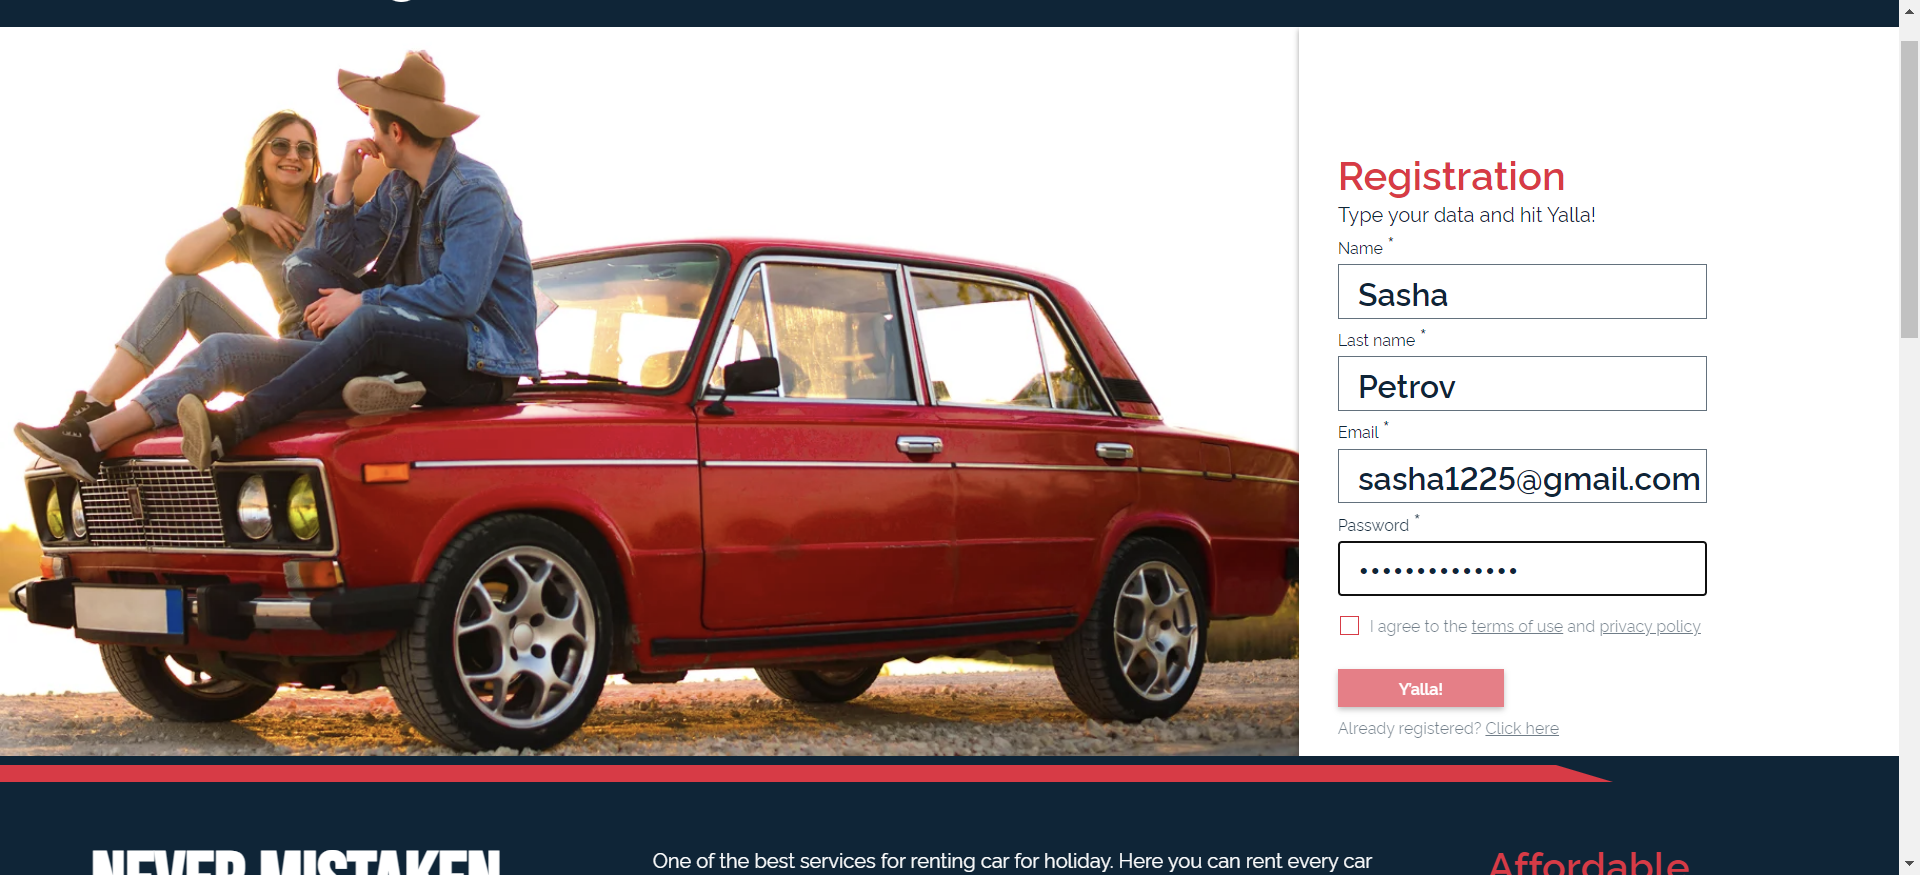 Registration
Type your data and hit Yalla!
Name *
Sasha
Last name *
Petrov
Email *
sasha1225@gmail.com
Password *
••••••••••••••
I agree to the terms of use and privacy policy
Y'alla!
Already registered? Click here
NEVER MISTAKEN
One of the best services for renting car for holiday. Here you can rent every car
Affordable